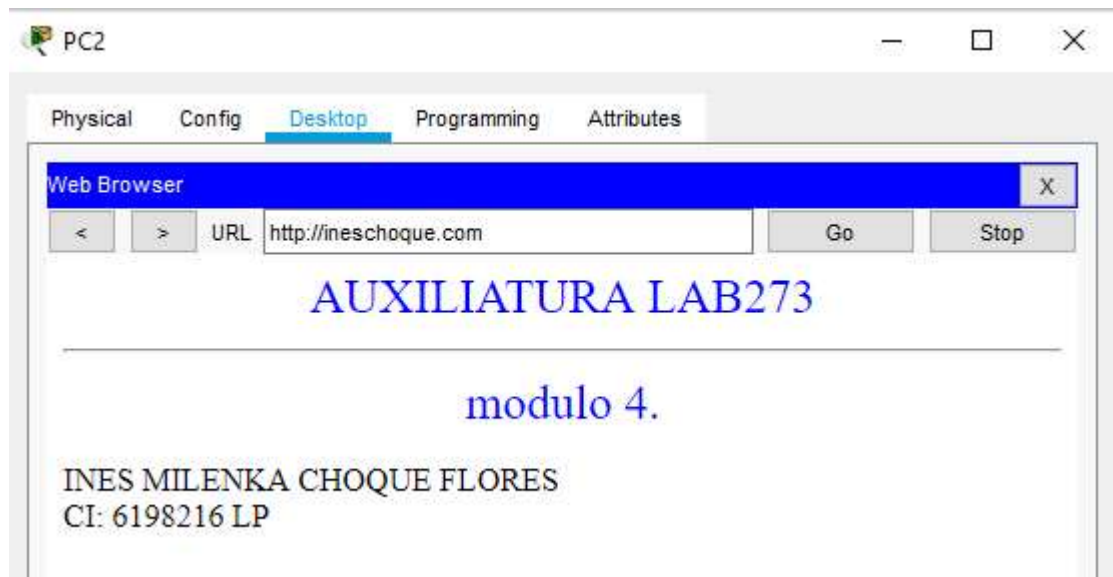 PC2
Physical Config Desktop Programming Attributes
Web Browser X
< > URL http://ineschoque.com Go Stop
AUXILIATURA LAB273
modulo 4.
INES MILENKA CHOQUE FLORES
CI: 6198216 LP